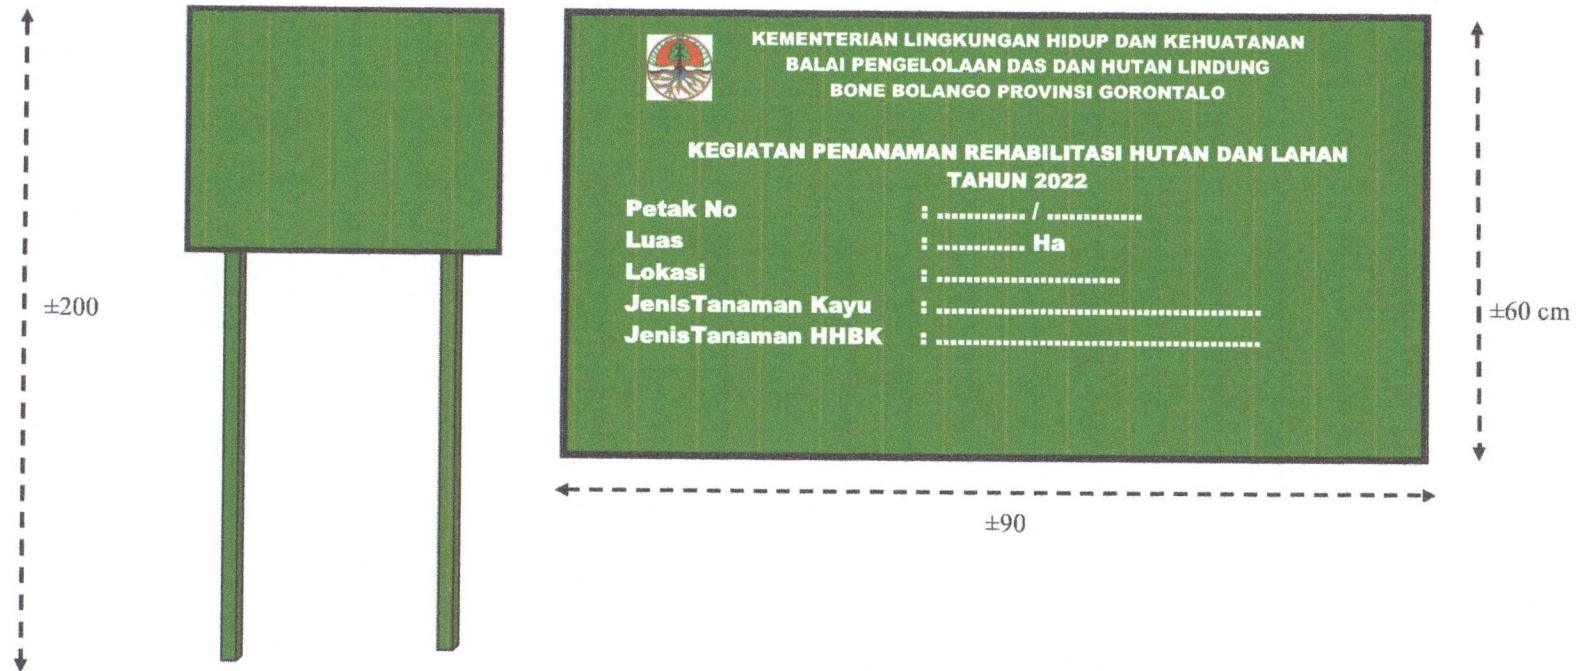 KEMENTERIAN LINGKUNGAN HIDUP DAN KEHUATANAN
BALAI PENGELOLAAN DAS DAN HUTAN LINDUNG
BONE BOLANGO PROVINSI GORONTALO
KEGIATAN PENANAMAN REHABILITASI HUTAN DAN LAHAN
TAHUN 2022
Petak No : ............ / .............
Luas : ............ Ha
Lokasi : .........................
JenisTanaman Kayu : ............................................
JenisTanaman HHBK : ............................................
±200
±60 cm
±90